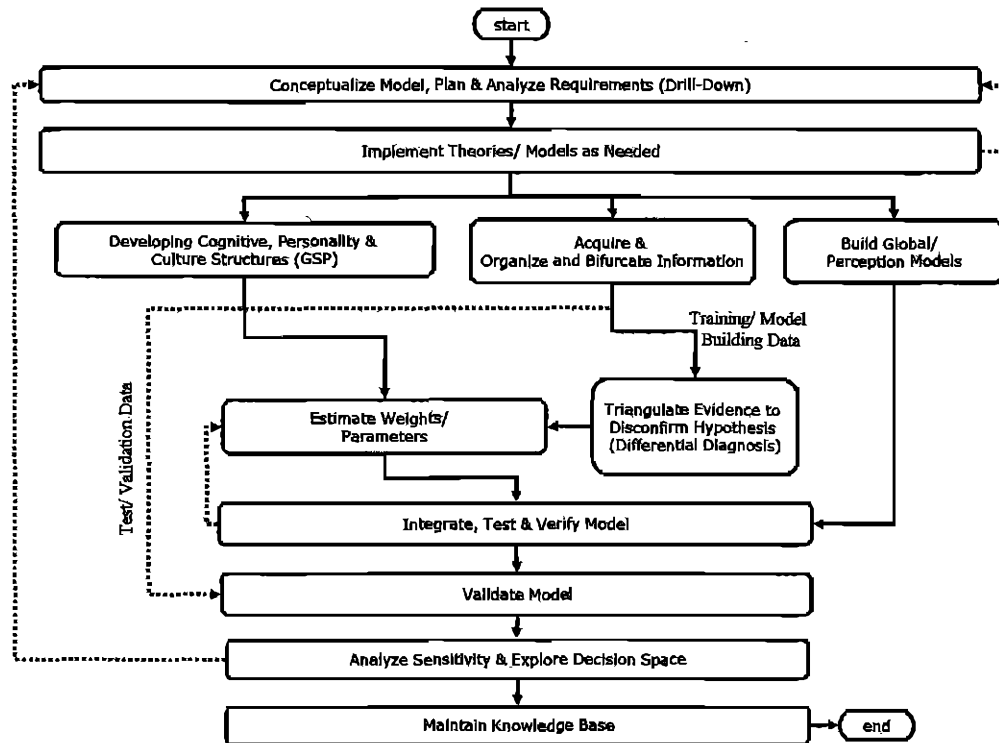 start
Conceptualize Model, Plan & Analyze Requirements (Drill-Down)
Implement Theories/ Models as Needed
Developing Cognitive, Personality &
Culture Structures (GSP)
Acquire &
Organize and Bifurcate Information
Build Global/
Perception Models
Training/ Model
Building Data
Test/ Validation Data
Estimate Weights/
Parameters
Triangulate Evidence to
Disconfirm Hypothesis
(Differential Diagnosis)
Integrate, Test & Verify Model
Validate Model
Analyze Sensitivity & Explore Decision Space
Maintain Knowledge Base
end